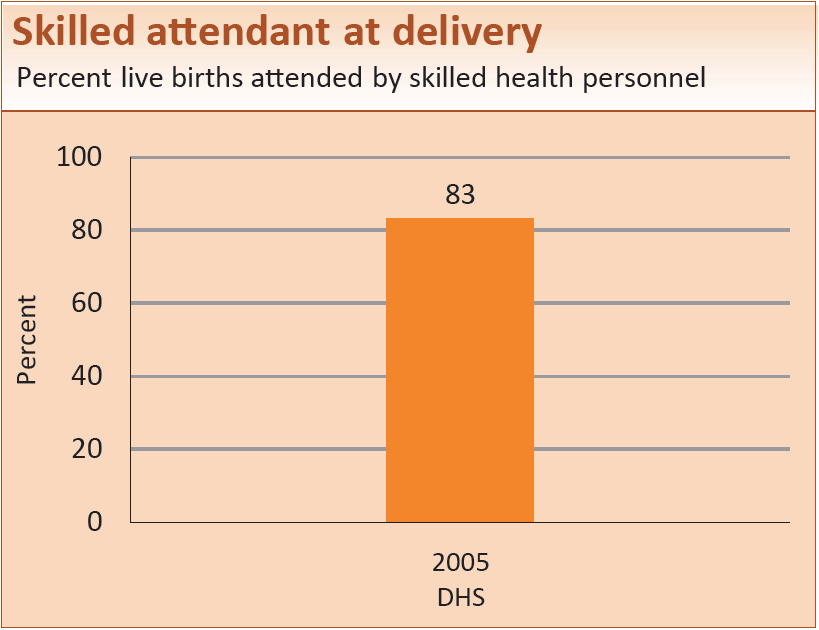 Skilled attendant at delivery
Percent live births attended by skilled health personnel
100
83
80
60
40
20
0
Percent
2005
DHS